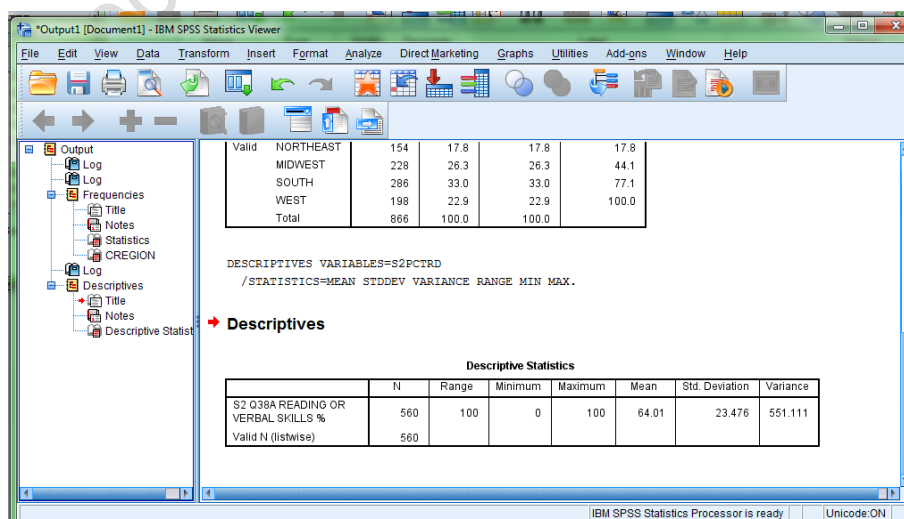 *Output1 [Document1] - IBM SPSS Statistics Viewer
File Edit View Data Transform Insert Format Analyze Direct Marketing Graphs Utilities Add-ons Window Help
Output
Log
Log
Frequencies
Title
Notes
Statistics
CREGION
Log
Descriptives
Title
Notes
Descriptive Statist
Valid NORTHEAST 154 17.8 17.8 17.8
MIDWEST 228 26.3 26.3 44.1
SOUTH 286 33.0 33.0 77.1
WEST 198 22.9 22.9 100.0
Total 866 100.0 100.0
DESCRIPTIVES VARIABLES=S2PCTRD
/STATISTICS=MEAN STDDEV VARIANCE RANGE MIN MAX.
Descriptives
Descriptive Statistics
N Range Minimum Maximum Mean Std. Deviation Variance
S2 Q38A READING OR
VERBAL SKILLS % 560 100 0 100 64.01 23.476 551.111
Valid N (listwise) 560
IBM SPSS Statistics Processor is ready Unicode:ON